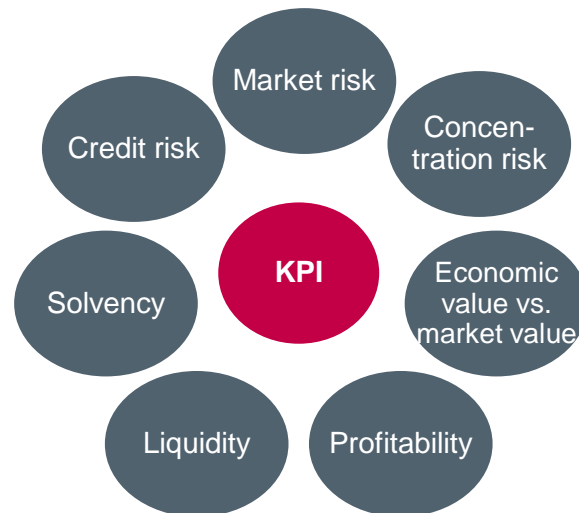 Market risk
Credit risk
Concen-
tration risk
KPI
Solvency
Economic
value vs.
market value
Liquidity
Profitability